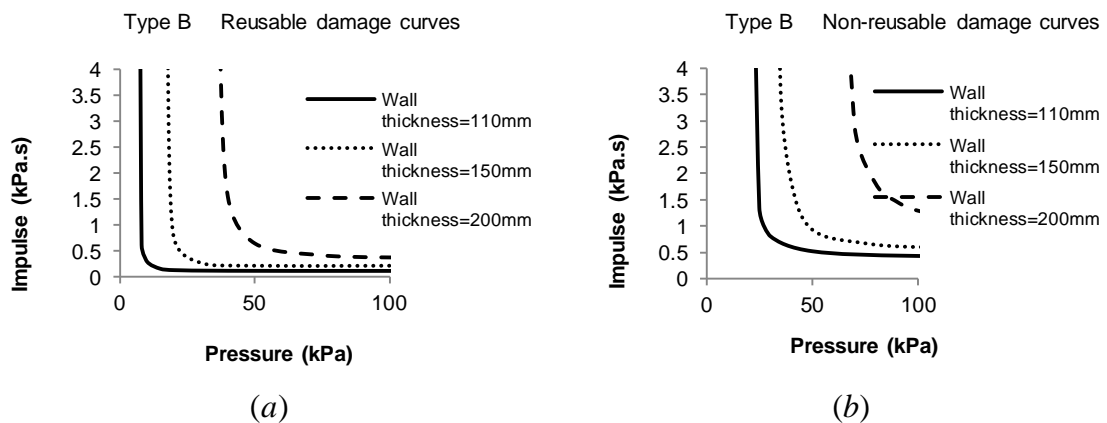 Type B Reusable damage curves
4
3.5
3
2.5
2
1.5
1
0.5
0
Impulse (kPa.s)
0
50
100
Pressure (kPa)
Wall
thickness=110mm
Wall
thickness=150mm
Wall
thickness=200mm
(a)
Type B Non-reusable damage curves
4
3.5
3
2.5
2
1.5
1
0.5
0
Impulse (kPa.s)
0
50
100
Pressure (kPa)
Wall
thickness=110mm
Wall
thickness=150mm
Wall
thickness=200mm
(b)